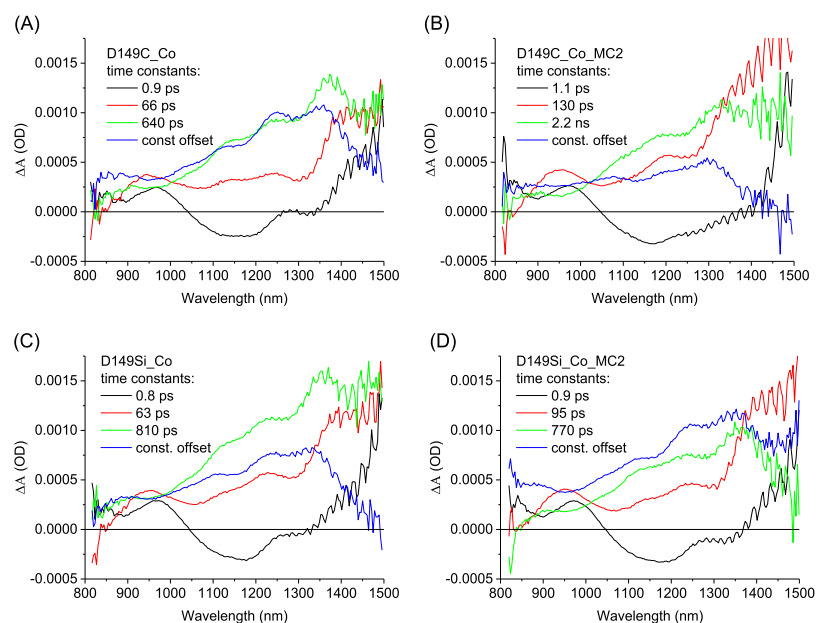 (A)
D149C_Co
time constants:
0.9 ps
66 ps
640 ps
const offset
0.0015
0.0010
0.0005
0.0000
-0.0005
ΔA (OD)
800 900 1000 1100 1200 1300 1400 1500
Wavelength (nm)
(B)
D149C_Co_MC2
time constants:
1.1 ps
130 ps
2.2 ns
const. offset
0.0015
0.0010
0.0005
0.0000
-0.0005
ΔA (OD)
800 900 1000 1100 1200 1300 1400 1500
Wavelength (nm)
(C)
D149Si_Co
time constants:
0.8 ps
63 ps
810 ps
const. offset
0.0015
0.0010
0.0005
0.0000
-0.0005
ΔA (OD)
800 900 1000 1100 1200 1300 1400 1500
Wavelength (nm)
(D)
D149Si_Co_MC2
time constants:
0.9 ps
95 ps
770 ps
const. offset
0.0015
0.0010
0.0005
0.0000
-0.0005
ΔA (OD)
800 900 1000 1100 1200 1300 1400 1500
Wavelength (nm)